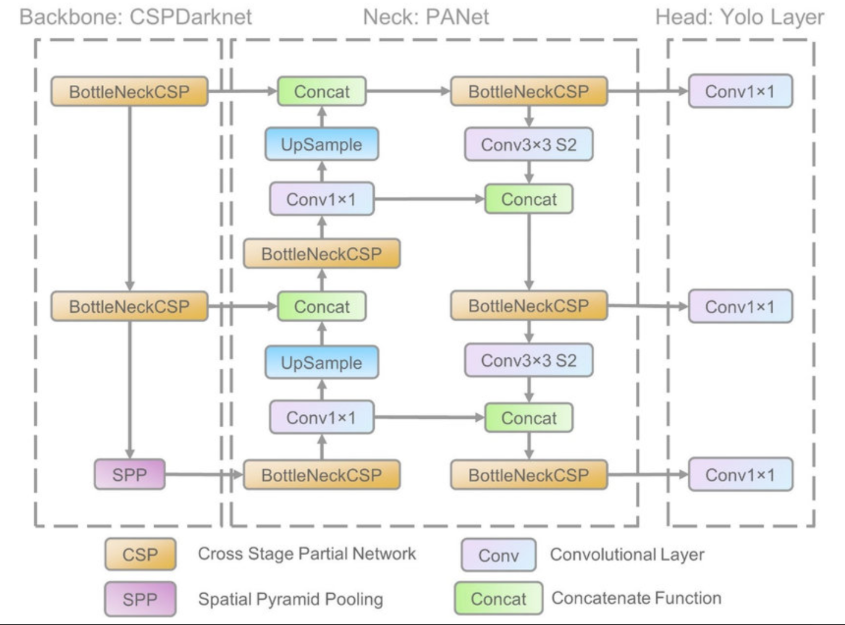 Backbone: CSPDarknet
Neck: PANet
Head: Yolo Layer
BottleNeckCSP
Concat
BottleNeckCSP
Conv1×1
UpSample
Conv3×3 S2
Conv1×1
Concat
BottleNeckCSP
BottleNeckCSP
Concat
BottleNeckCSP
Conv1×1
UpSample
Conv3×3 S2
Conv1×1
Concat
SPP
BottleNeckCSP
BottleNeckCSP
Conv1×1
CSP
Cross Stage Partial Network
Conv
Convolutional Layer
SPP
Spatial Pyramid Pooling
Concat
Concatenate Function